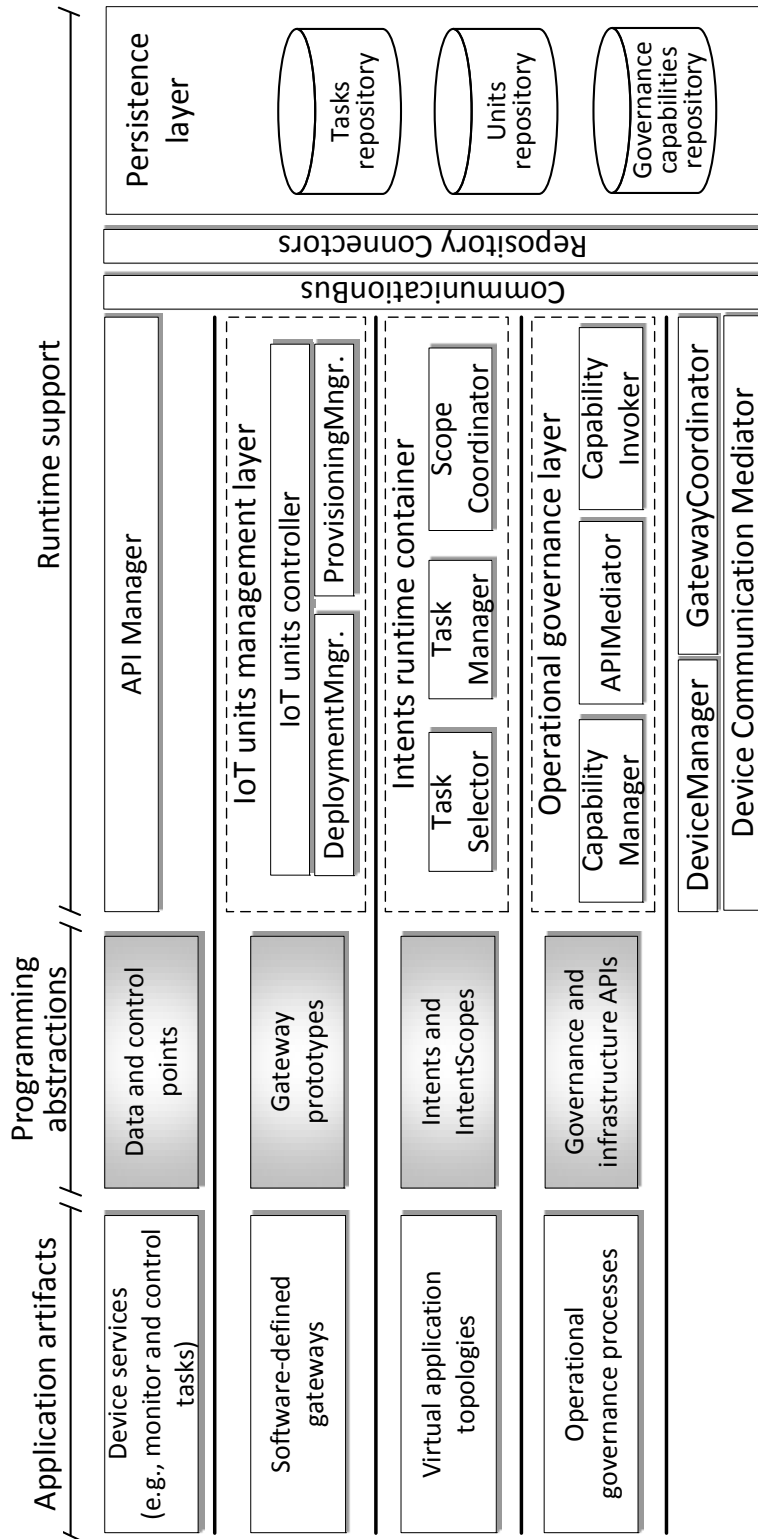 Application artifacts
Programming
abstractions
Runtime support
Device services
(e.g., monitor and control
tasks)
Data and control
points
API Manager
CommunicationBus
Repository Connectors
Persistence
layer
Tasks
repository
Units
repository
Governance
capabilities
repository
Software-defined
gateways
Gateway
prototypes
IoT units management layer
IoT units controller
DeploymentMngr.
ProvisioningMngr.
Virtual application
topologies
Intents and
IntentScopes
Intents runtime container
Task
Selector
Task
Manager
Scope
Coordinator
Operational
governance processes
Governance and
infrastructure APIs
Operational governance layer
Capability
Manager
APIMediator
Capability
Invoker
DeviceManager
GatewayCoordinator
Device Communication Mediator